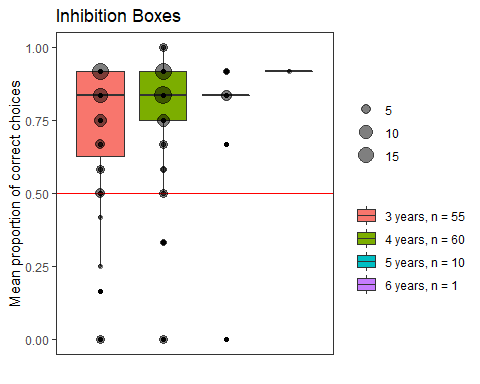 Inhibition Boxes
Mean proportion of correct choices
1.00
0.75
0.50
0.25
0.00
5
10
15
3 years, n = 55
4 years, n = 60
5 years, n = 10
6 years, n = 1